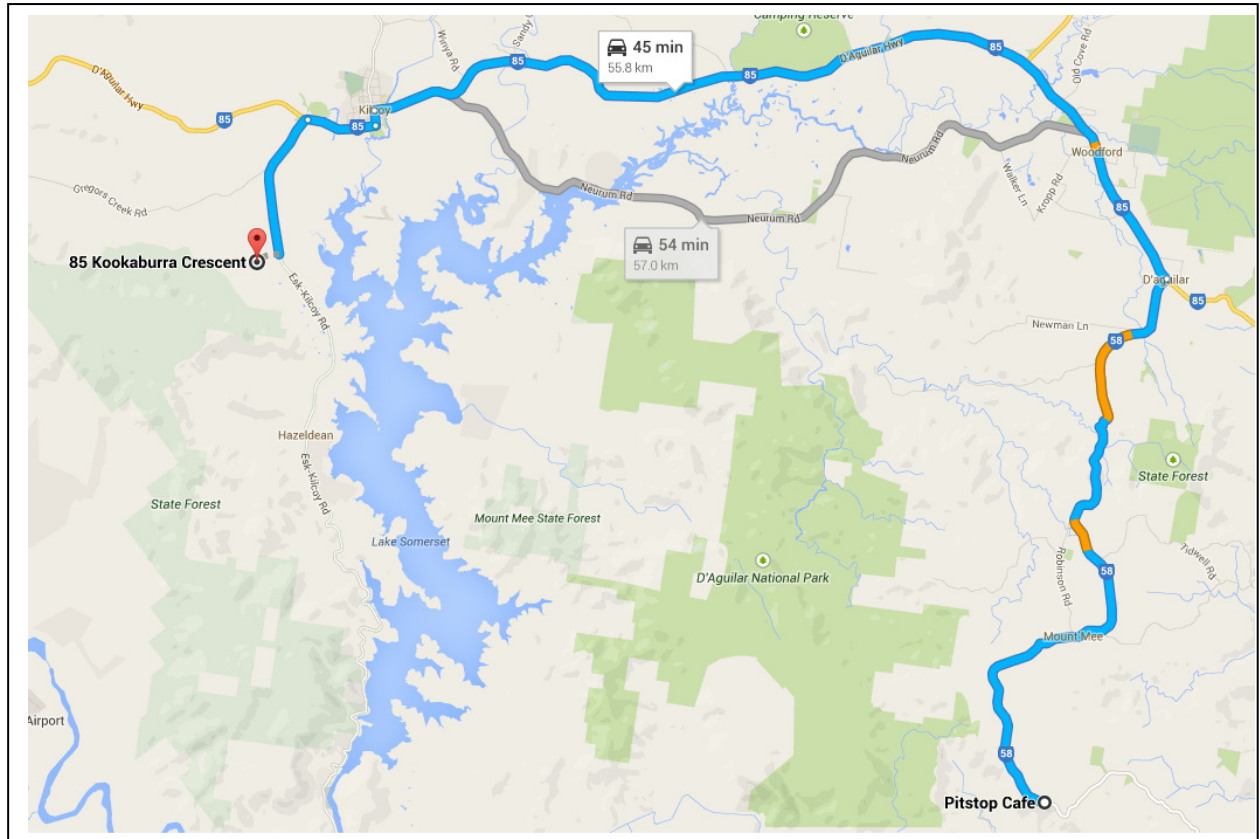 Camping Reserve
D'Aguilar Hwy
85
45 min
55.8 km
Winya Rd
D'Aguilar Hwy
85
85
85
Kilcoy
85
Neurum Rd
Neurum Rd
Neurum Rd
54 min
57.0 km
Old Cove Rd
Woodford
Walker Ln
Kropp Rd
85
Gregors Creek Rd
85 Kookaburra Crescent
Esk-Kilcoy Rd
D'aguilar
85
Newman Ln
58
Hazeldean
Esk-Kilcoy Rd
State Forest
State Forest
Mount Mee State Forest
Lake Somerset
D'Aguilar National Park
Robinson Rd
Tidwell Rd
58
Mount Mee
Airport
58
Pitstop Cafe